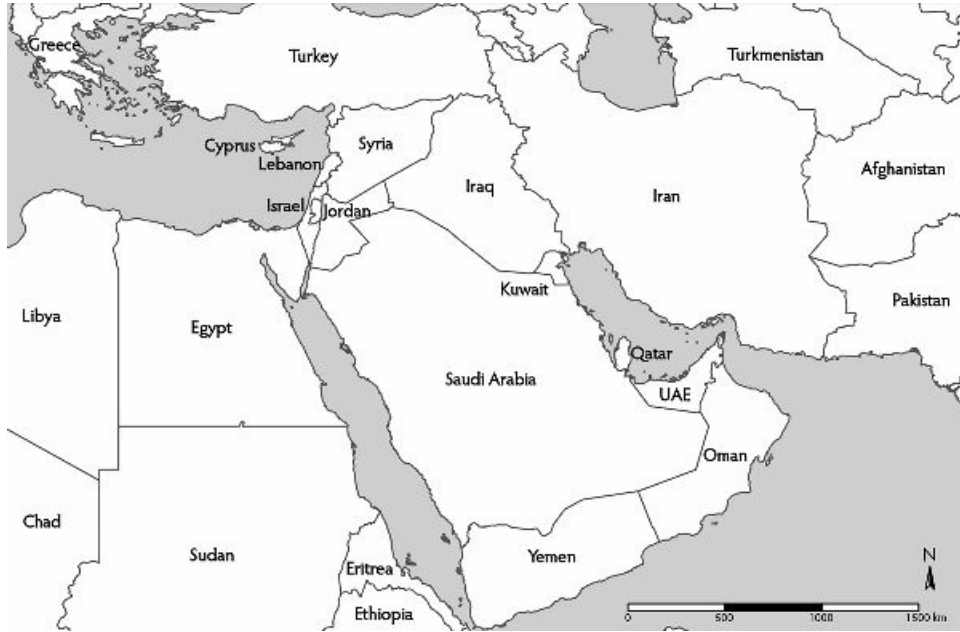 Greece
Turkey
Turkmenistan
Cyprus
Syria
Lebanon
Afghanistan
Iraq
Iran
Israel
Jordan
Kuwait
Pakistan
Libya
Egypt
Qatar
Saudi Arabia
UAE
Oman
Chad
Sudan
Yemen
N
Eritrea
Ethiopia
0 500 1000 1500 km